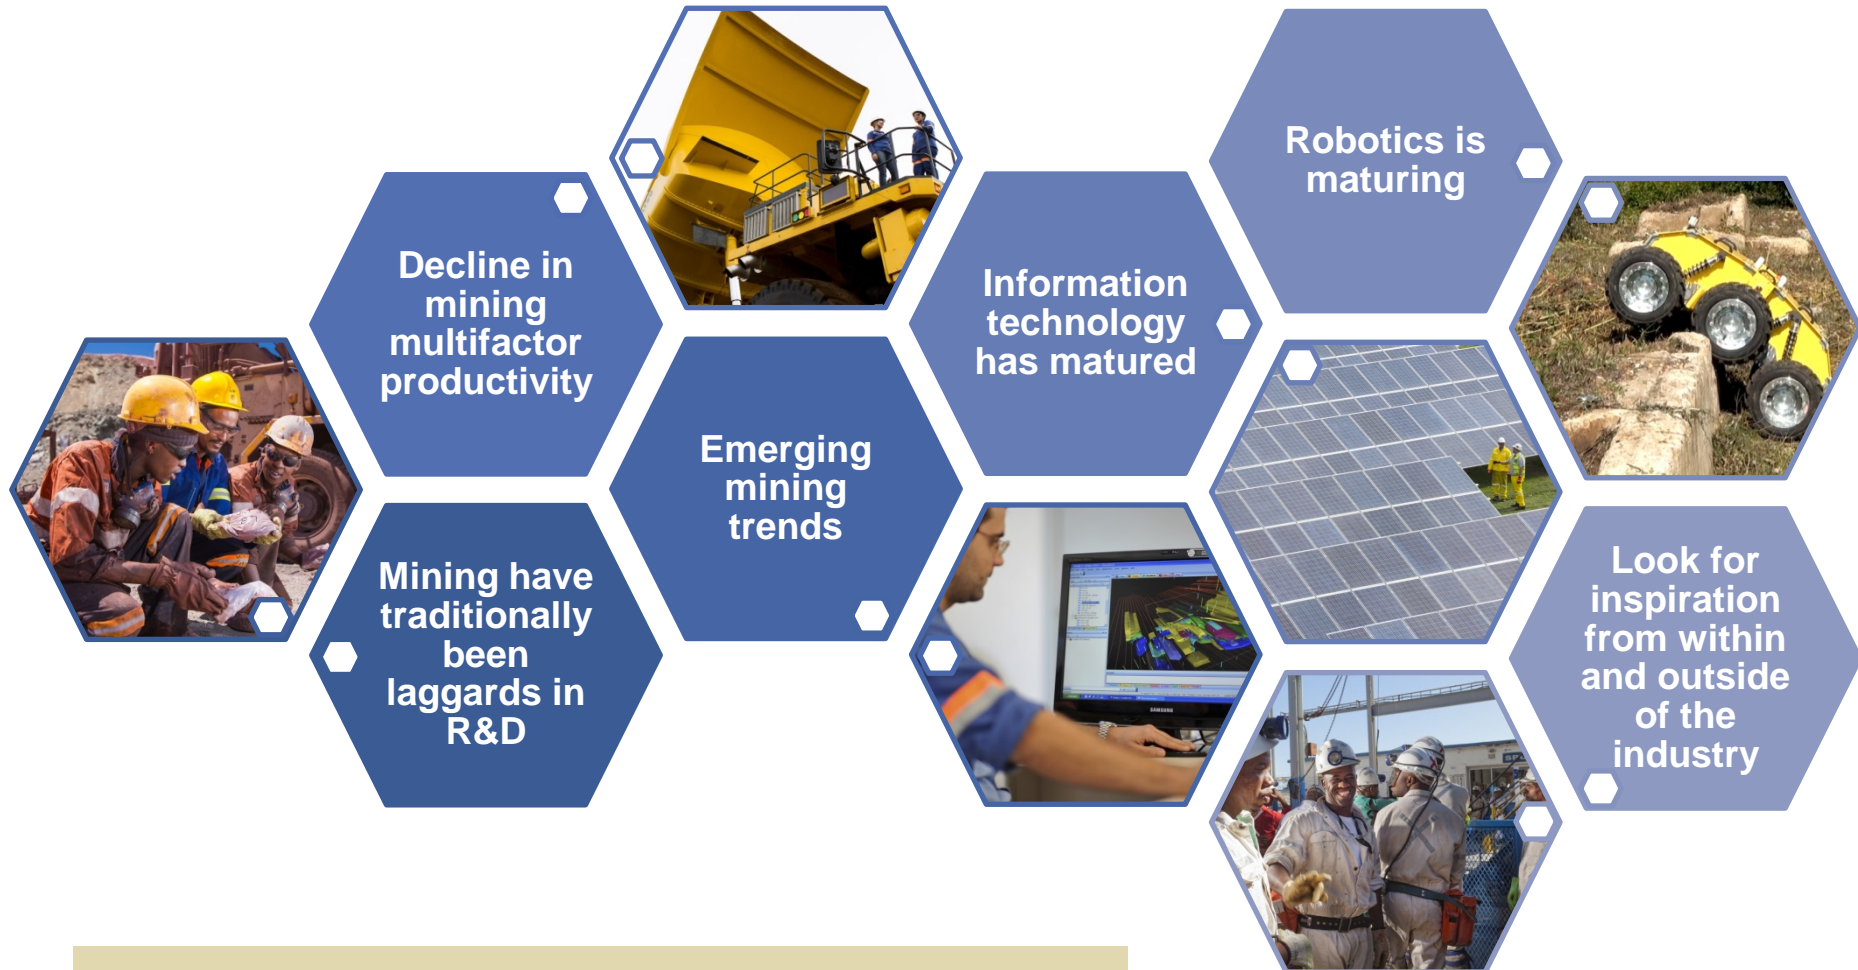 Decline in
mining
multifactor
productivity
Mining have
traditionally
been
laggards in
R&D
Emerging
mining
trends
Information
technology
has matured
Robotics is
maturing
Look for
inspiration
from within
and outside
of the
industry
SAMSUNG